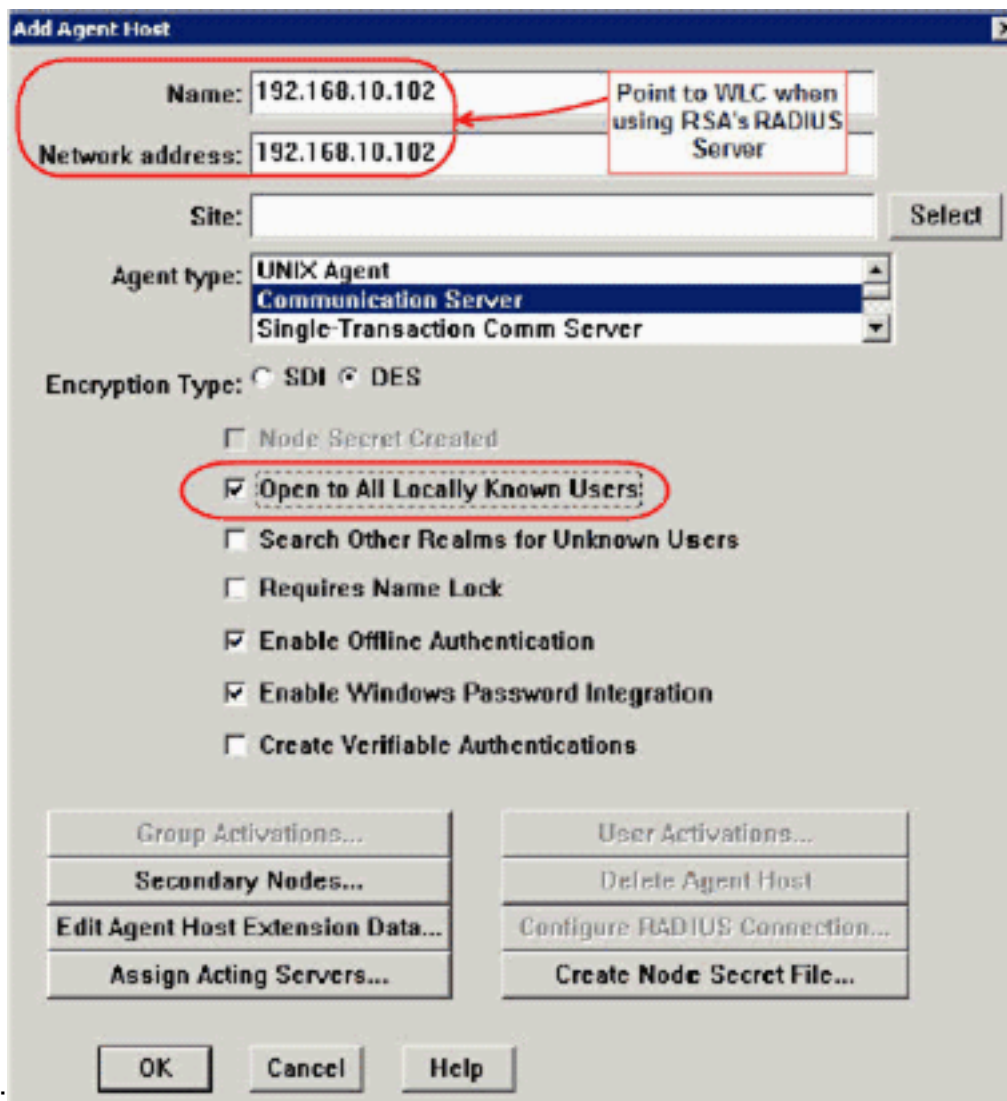 Add Agent Host
Name: 192.168.10.102
Point to WLC when
using RSA's RADIUS
Server
Network address: 192.168.10.102
Site:
Select
Agent type: UNIX Agent
Communication Server
Single-Transaction Comm Server
Encryption Type: SDI DES
Node Secret Created
Open to All Locally Known Users
Search Other Realms for Unknown Users
Requires Name Lock
Enable Offline Authentication
Enable Windows Password Integration
Create Verifiable Authentications
Group Activations... User Activations...
Secondary Nodes... Delete Agent Host
Edit Agent Host Extension Data... Configure RADIUS Connection...
Assign Acting Servers... Create Node Secret File...
OK Cancel Help
.